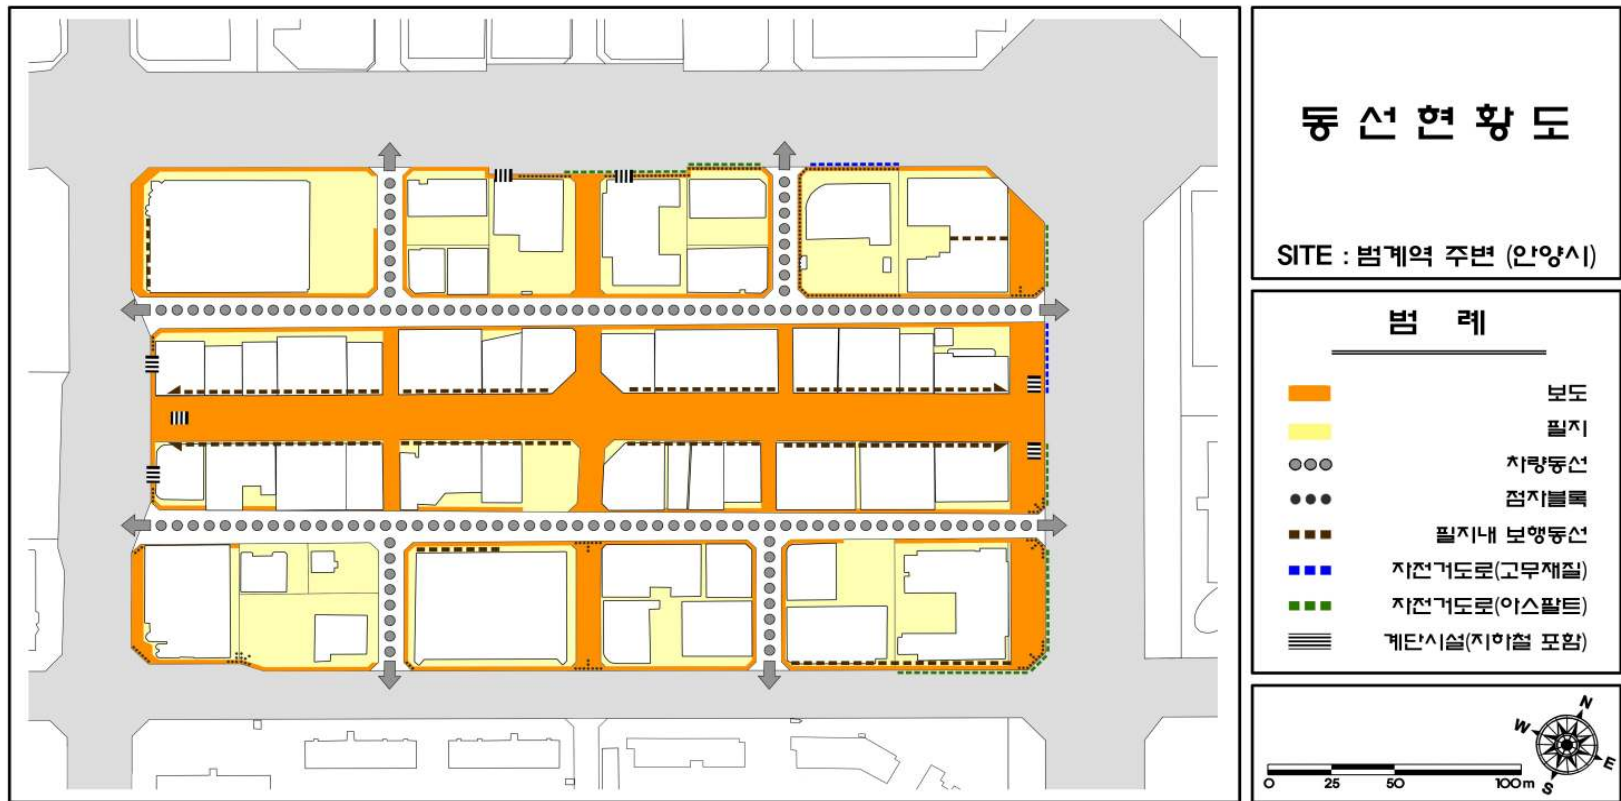 동선현황도
SITE : 범계역 주변 (안양시)
범 례
보도
필지
차량동선
점자블록
필지내 보행동선
자전거도로(고무재질)
자전거도로(아스팔트)
계단시설(지하철 포함)
N
W
E
S
0 25 50 100m